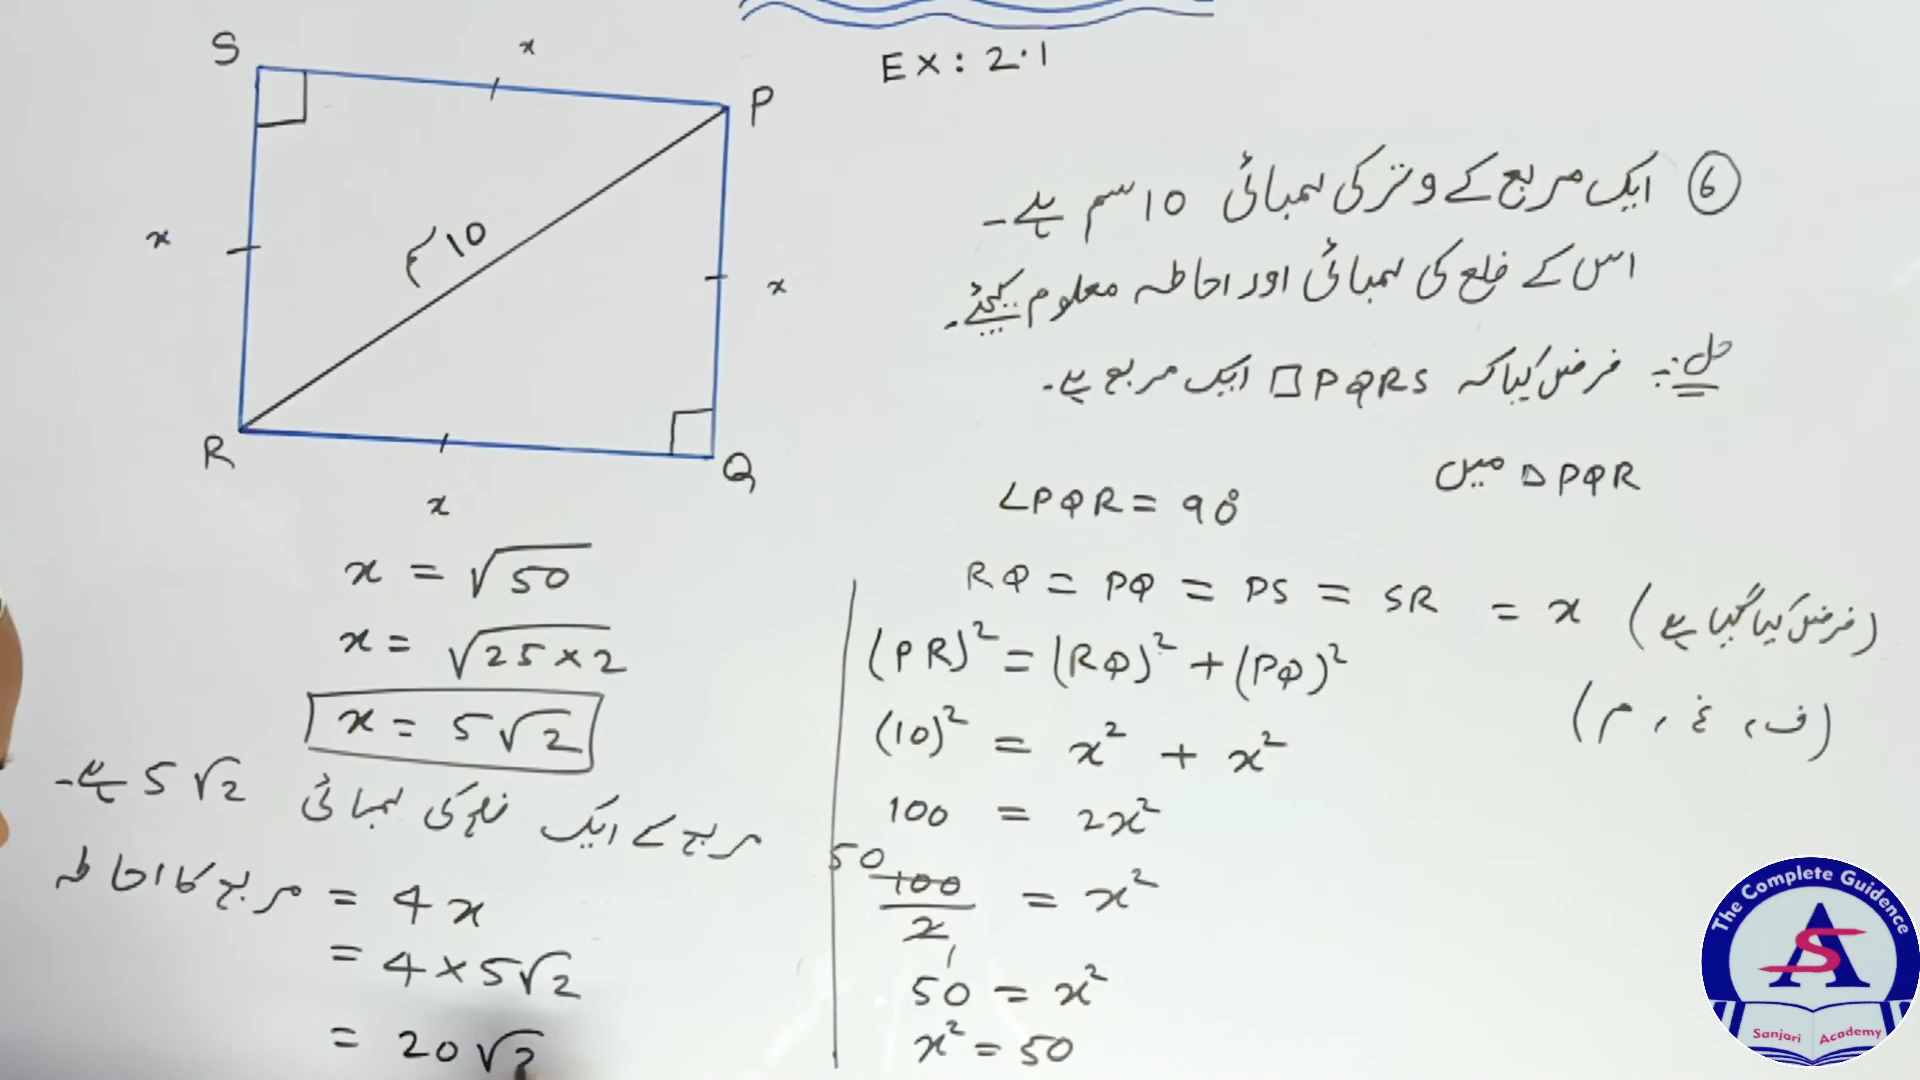 EX: 2.1
S
x
P
x
10 سم
x
R
Q
x
⑥ ایک مربع کے وتر کی لمبائی 10 سم ہے۔
اس کے ضلع کی لمبائی اور احاطہ معلوم کیجئے۔
حل:- فرض کیا کہ □PQRS ایک مربع ہے۔
△PQR میں
∠PQR = 90°
RQ = PQ = PS = SR = x (فرض کیا گیا ہے)
(PR)² = (RQ)² + (PQ)² (ف، غ، م)
(10)² = x² + x²
100 = 2x²
50
100/2 = x²
1
50 = x²
x² = 50
x = √50
x = √25×2
x = 5√2
مربع کے ایک ضلع کی لمبائی 5√2 ہے۔
مربع کا احاطہ = 4x
= 4×5√2
= 20√2
The Complete Guidence
AS
Sanjari Academy